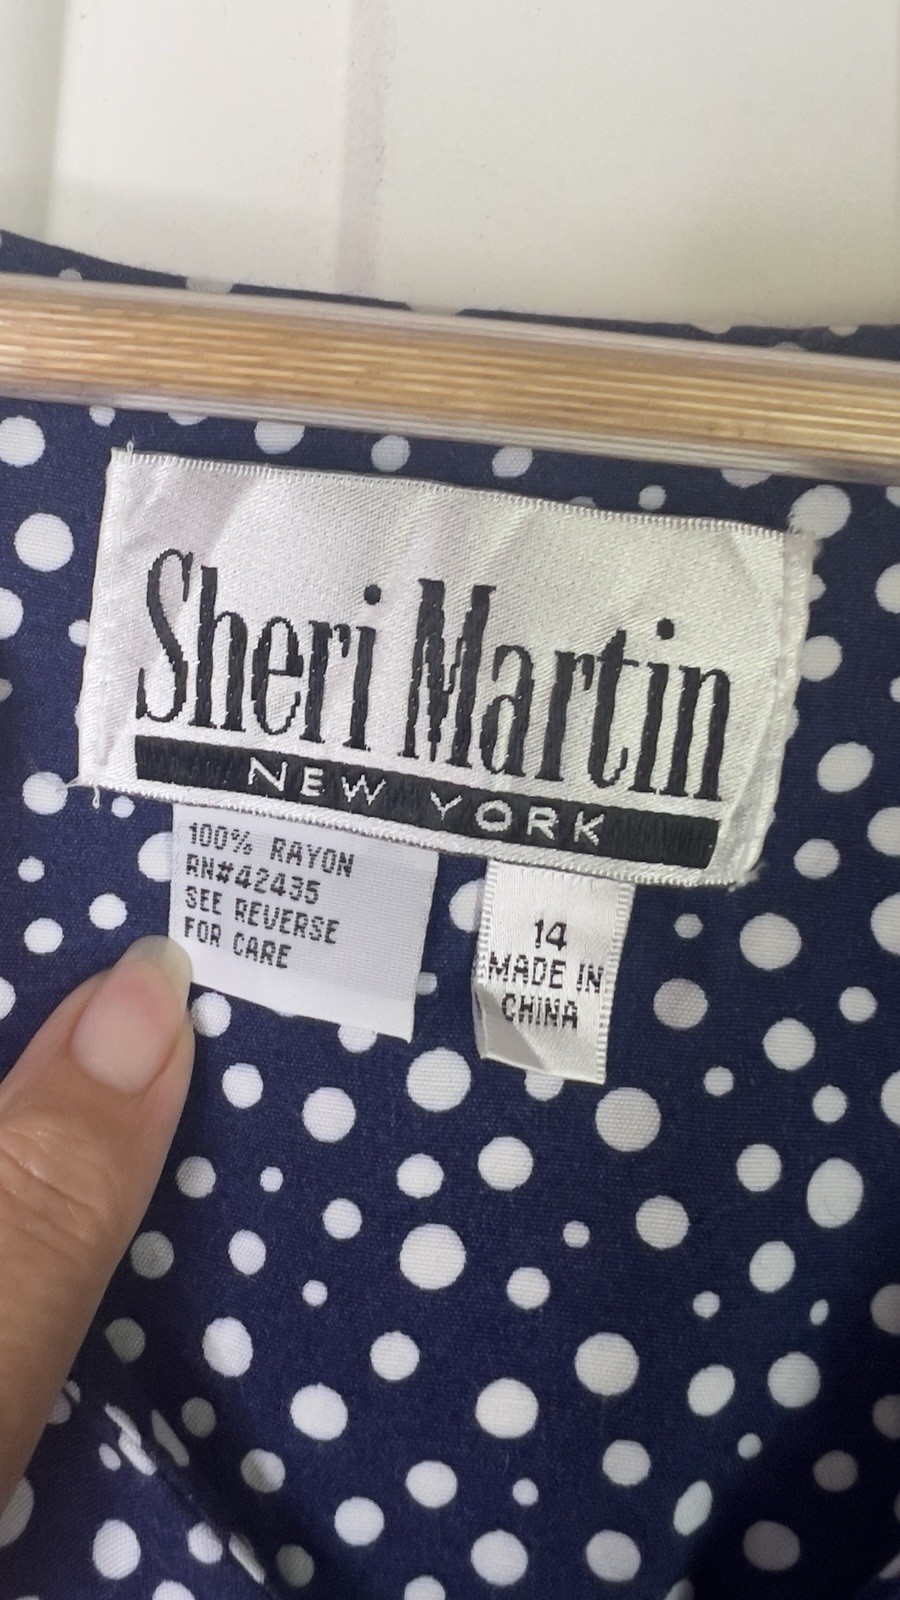 Sheri Martin
NEW YORK
100% RAYON
RN#42435
SEE REVERSE
FOR CARE
14
MADE IN
CHINA